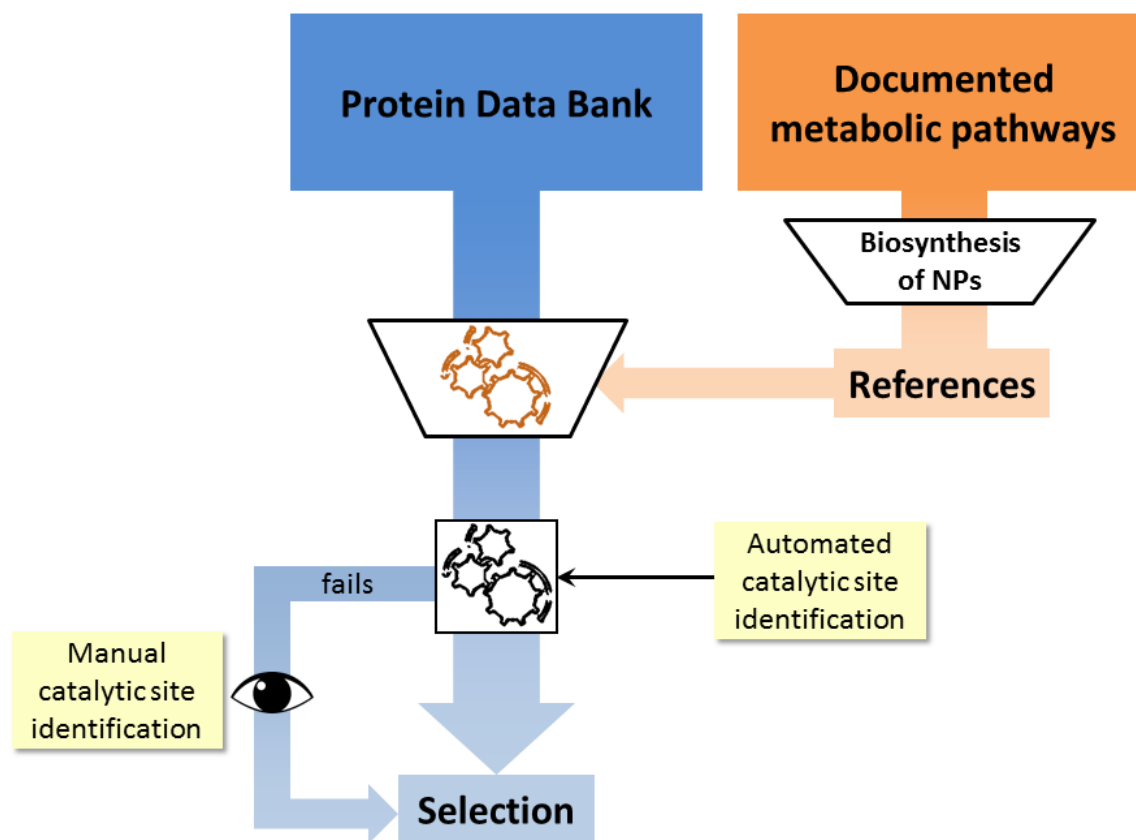 Protein Data Bank
Documented
metabolic pathways
Biosynthesis
of NPs
References
Automated
catalytic site
identification
fails
Manual
catalytic site
identification
Selection